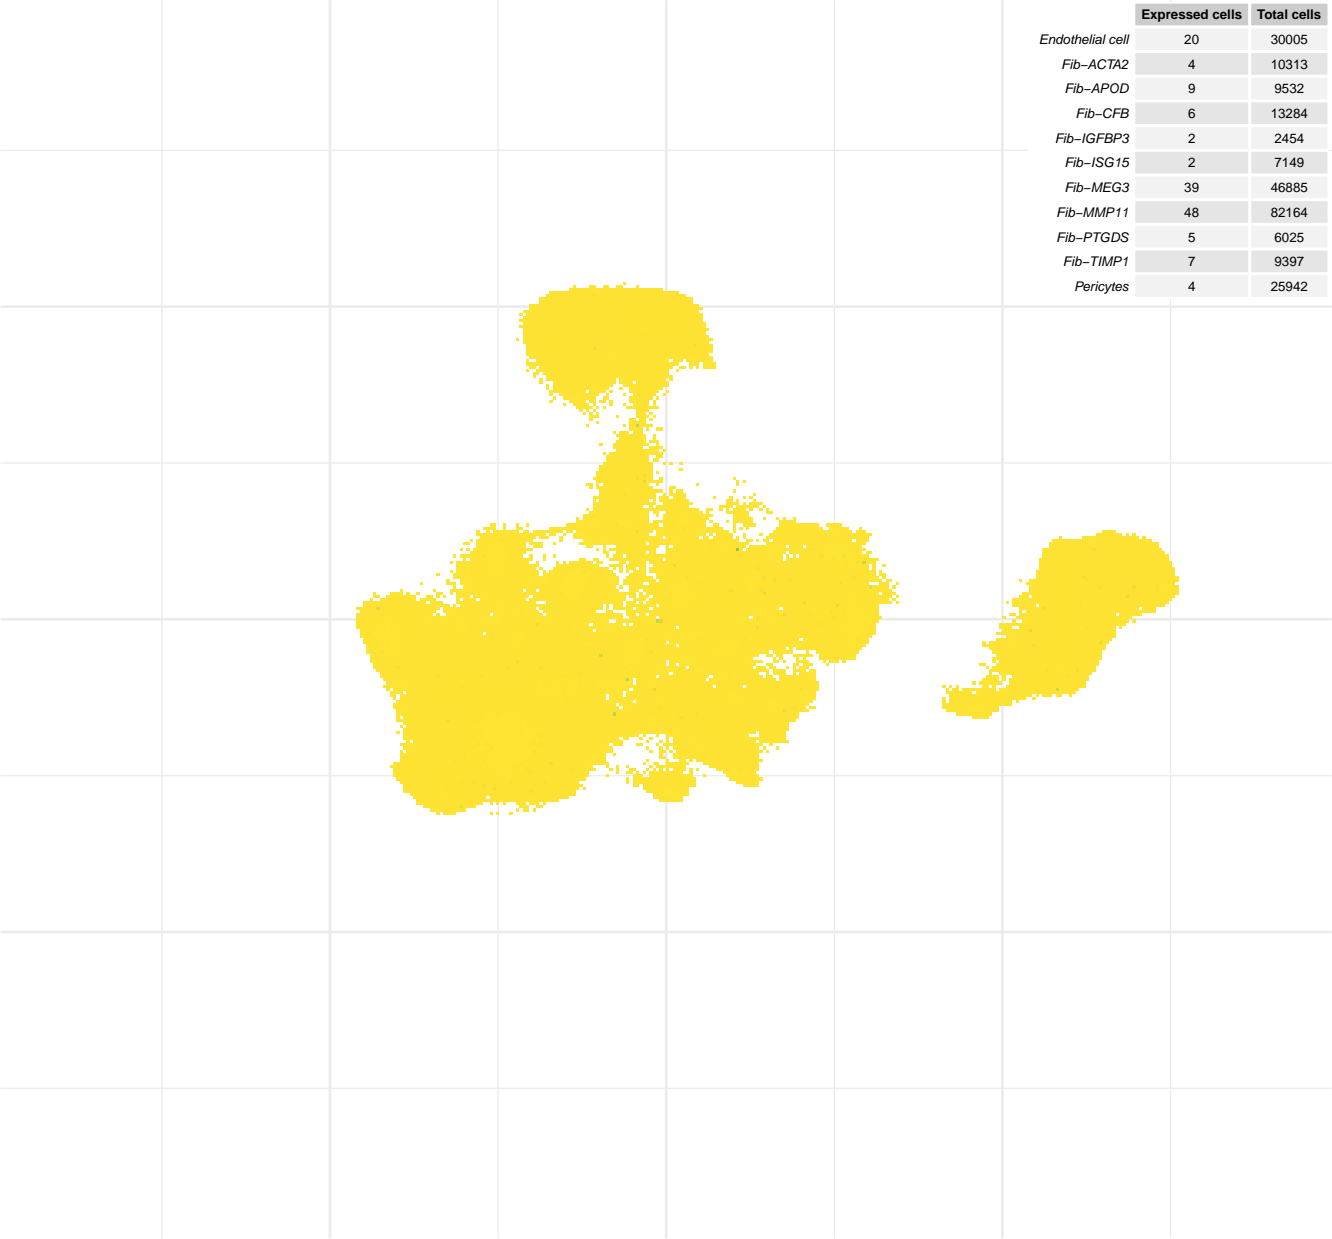 Expressed cells Total cells
Endothelial cell 20 30005
Fib−ACTA2 4 10313
Fib−APOD 9 9532
Fib−CFB 6 13284
Fib−IGFBP3 2 2454
Fib−ISG15 2 7149
Fib−MEG3 39 46885
Fib−MMP11 48 82164
Fib−PTGDS 5 6025
Fib−TIMP1 7 9397
Pericytes 4 25942